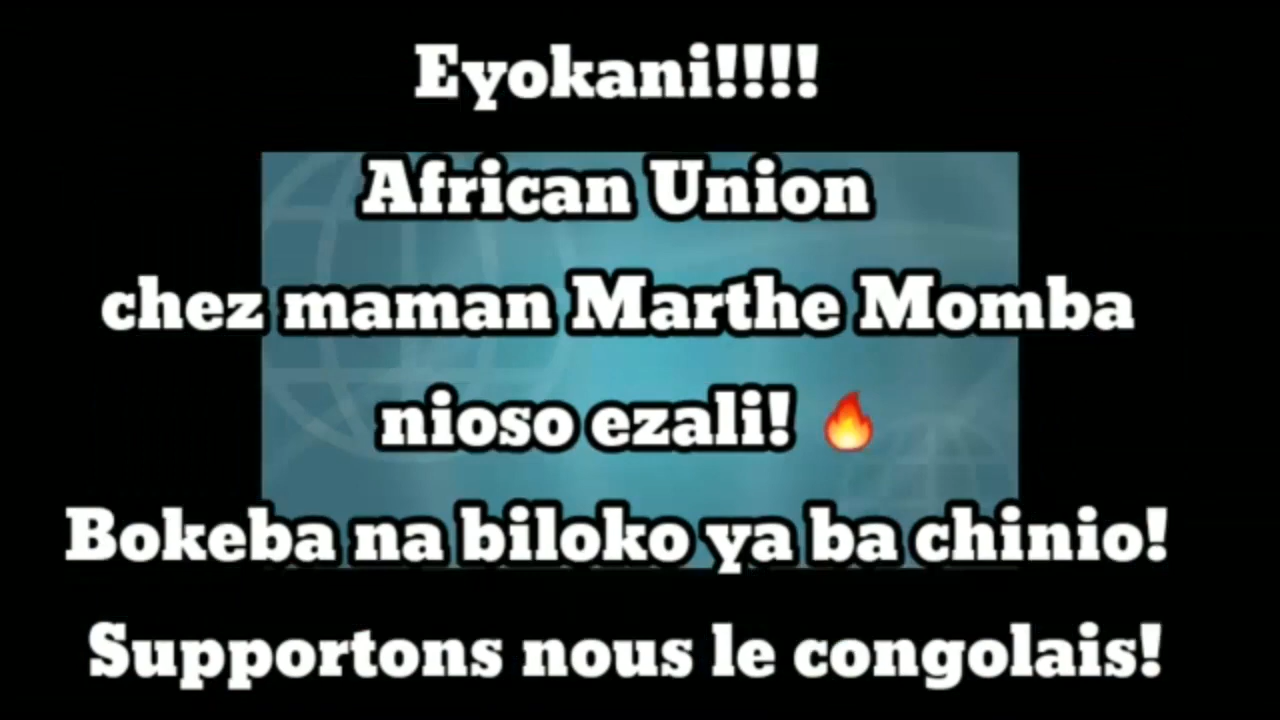 Eyokani!!!!
African Union
chez maman Marthe Momba
nioso ezali! 🔥
Bokeba na biloko ya ba chinio!
Supportons nous le congolais!